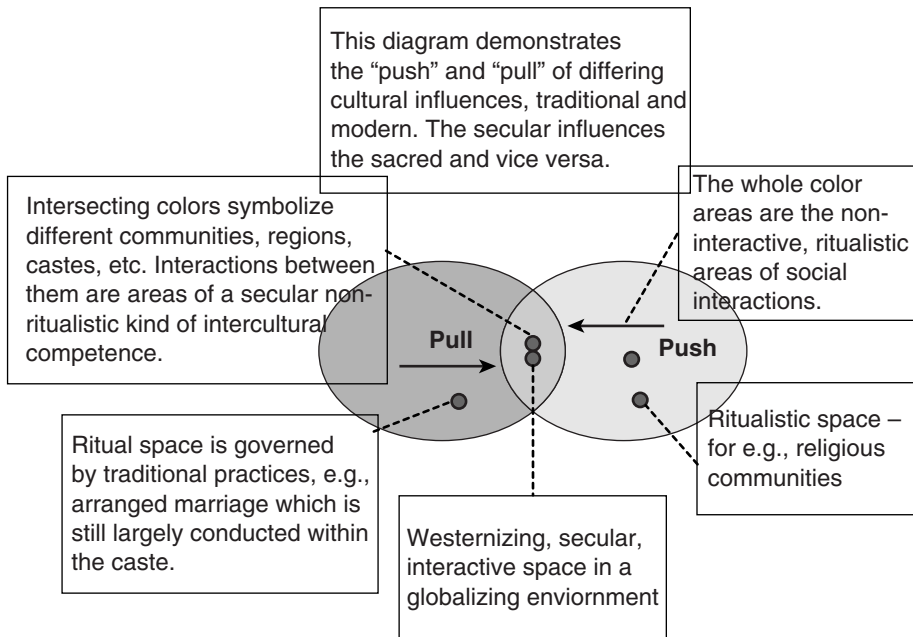 This diagram demonstrates
the “push” and “pull” of differing
cultural influences, traditional and
modern. The secular influences
the sacred and vice versa.
Intersecting colors symbolize
different communities, regions,
castes, etc. Interactions between
them are areas of a secular non-
ritualistic kind of intercultural
competence.
The whole color
areas are the non-
interactive, ritualistic
areas of social
interactions.
Pull
Push
Ritual space is governed
by traditional practices, e.g.,
arranged marriage which is
still largely conducted within
the caste.
Westernizing, secular,
interactive space in a
globalizing enviornment
Ritualistic space –
for e.g., religious
communities